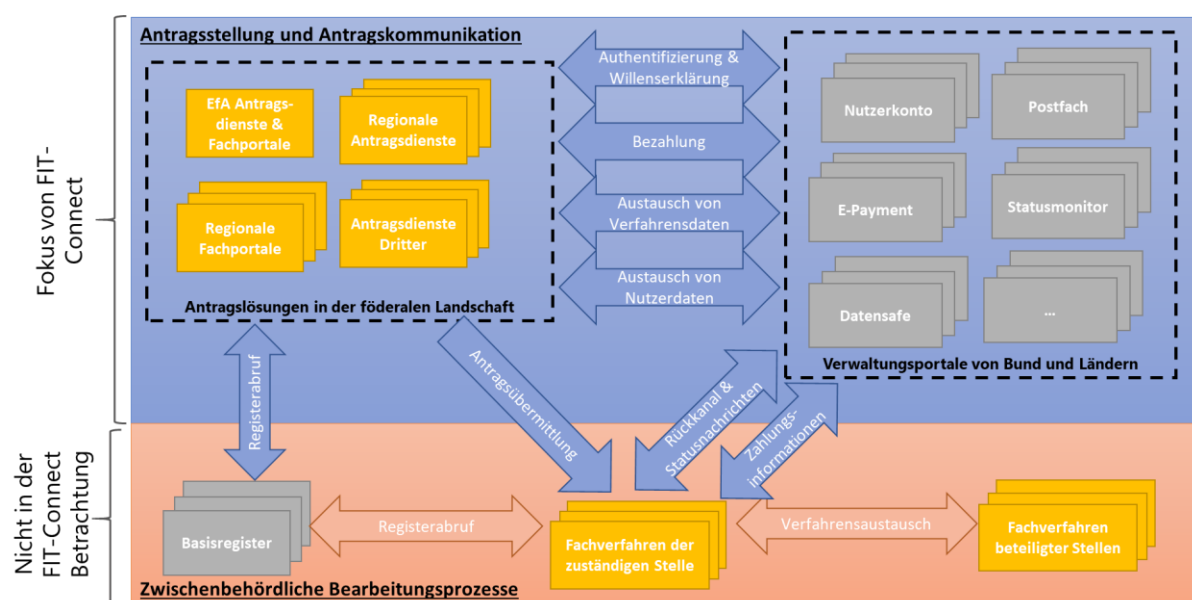 Fokus von FIT-
Connect
Antragsstellung und Antragskommunikation
EfA Antrags-
dienste &
Fachportale
Regionale
Antragsdienste
Regionale
Fachportale
Antragsdienste
Dritter
Antragslösungen in der föderalen Landschaft
Authentifizierung &
Willenserklärung
Bezahlung
Austausch von
Verfahrensdaten
Austausch von
Nutzerdaten
Nutzerkonto
Postfach
E-Payment
Statusmonitor
Datensafe
...
Verwaltungsportale von Bund und Ländern
Registerabruf
Antragsübermittlung
Rückkanal &
Statusnachrichten
Zahlungs-
informationen
Nicht in der
FIT-Connect
Betrachtung
Basisregister
Registerabruf
Fachverfahren der
zuständigen Stelle
Verfahrensaustausch
Fachverfahren
beteiligter Stellen
Zwischenbehördliche Bearbeitungsprozesse